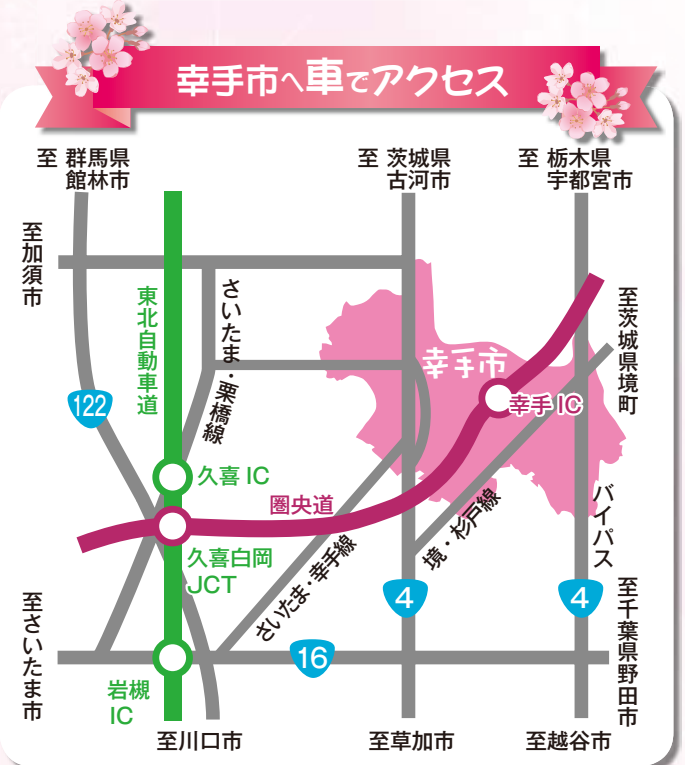 幸手市へ車でアクセス
至 群馬県
館林市
至 茨城県
古河市
至 栃木県
宇都宮市
至加須市
東北自動車道
さいたま・栗橋線
至茨城県境町
122
幸手市
幸手 IC
久喜 IC
圏央道
久喜白岡
JCT
さいたま・幸手線
境・杉戸線
バイパス
4
4
至さいたま市
16
至千葉県野田市
岩槻
IC
至川口市
至草加市
至越谷市